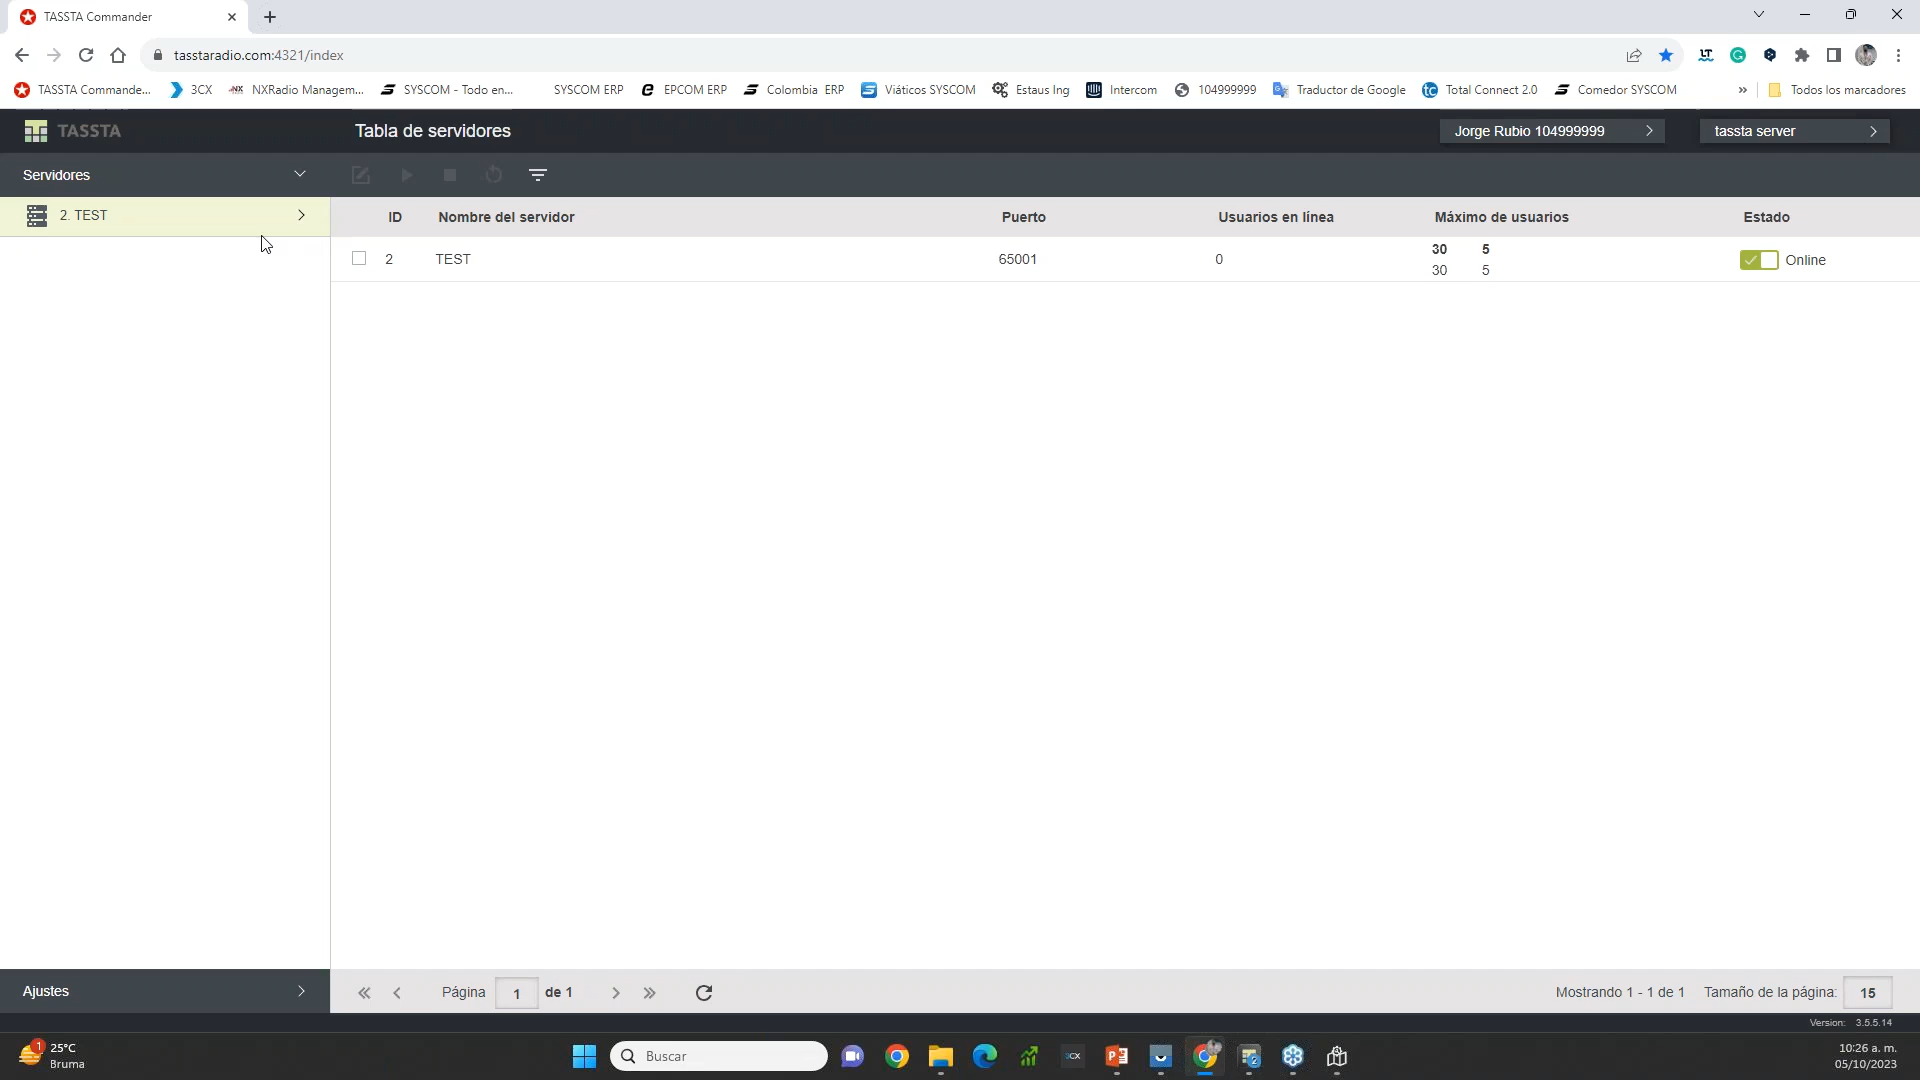 TASSTA Commander
tasstaradio.com:4321/index
TASSTA Commande...
3CX
NXRadio Managem...
SYSCOM - Todo en...
SYSCOM ERP
EPCOM ERP
Colombia ERP
Viáticos SYSCOM
Estaus Ing
Intercom
104999999
Traductor de Google
Total Connect 2.0
Comedor SYSCOM
»
Todos los marcadores
TASSTA
Tabla de servidores
Jorge Rubio 104999999
tassta server
Servidores
2. TEST
ID Nombre del servidor Puerto Usuarios en línea Máximo de usuarios Estado
2 TEST 65001 0 30 5 Online
30 5
Ajustes
Página 1 de 1
Mostrando 1 - 1 de 1 Tamaño de la página: 15
Version: 3.5.5.14
1
25°C
Bruma
Buscar
3CX
2
10:26 a. m.
05/10/2023